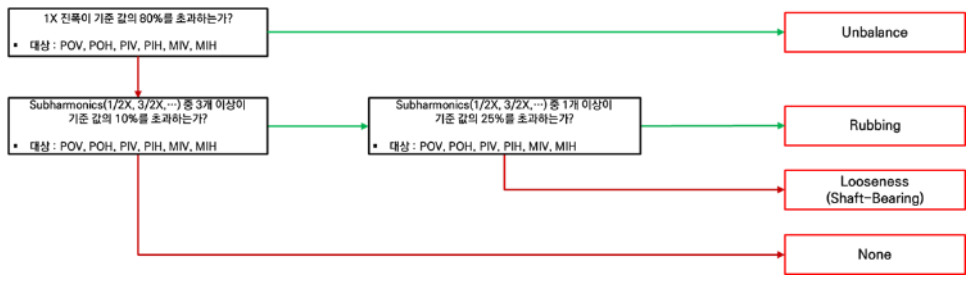 1X 진폭이 기준 값의 80%를 초과하는가?
▪ 대상 : POV, POH, PIV, PIH, MIV, MIH
Unbalance
Subharmonics(1/2X, 3/2X,…) 중 3개 이상이
기준 값의 10%를 초과하는가?
▪ 대상 : POV, POH, PIV, PIH, MIV, MIH
Subharmonics(1/2X, 3/2X,…) 중 1개 이상이
기준 값의 25%를 초과하는가?
▪ 대상 : POV, POH, PIV, PIH, MIV, MIH
Rubbing
Looseness
(Shaft-Bearing)
None